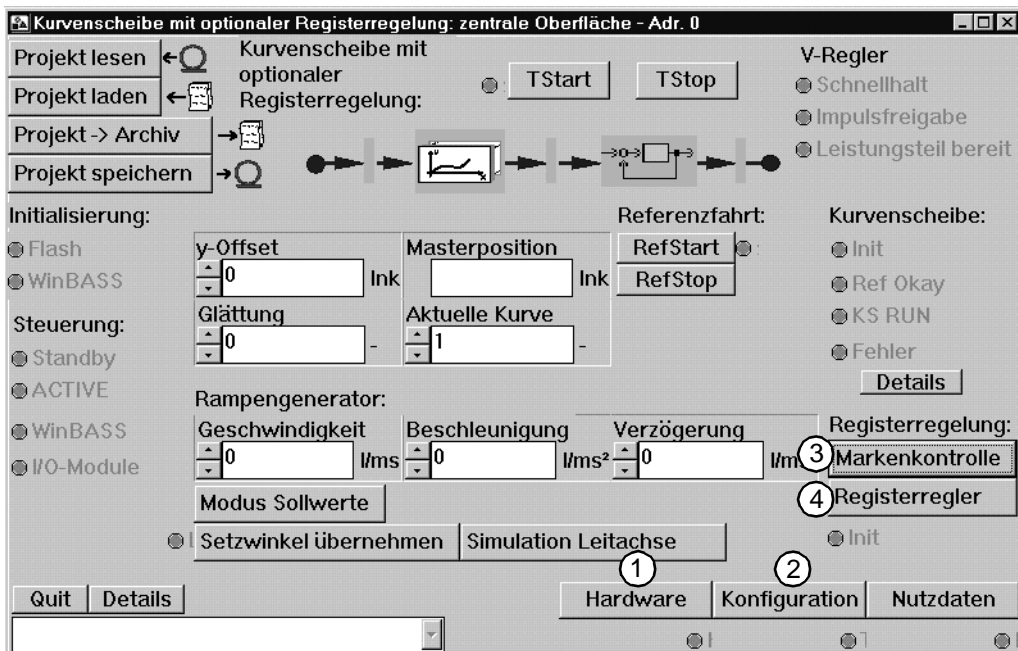 Kurvenscheibe mit optionaler Registerregelung: zentrale Oberfläche - Adr. 0
Projekt lesen
Projekt laden
Projekt -> Archiv
Projekt speichern
Kurvenscheibe mit
optionaler
Registerregelung:
TStart
TStop
V-Regler
Schnellhalt
Impulsfreigabe
Leistungsteil bereit
Initialisierung:
Flash
WinBASS
Steuerung:
Standby
ACTIVE
WinBASS
I/O-Module
y-Offset
0
Ink
Masterposition
Ink
Glättung
0
-
Aktuelle Kurve
1
-
Referenzfahrt:
RefStart
RefStop
Kurvenscheibe:
Init
Ref Okay
KS RUN
Fehler
Details
Rampengenerator:
Geschwindigkeit
0
I/ms
Beschleunigung
0
I/ms²
Verzögerung
0
Registerregelung:
3
Markenkontrolle
4
Registerregler
Init
Modus Sollwerte
Setzwinkel übernehmen
Simulation Leitachse
1
2
Quit
Details
Hardware
Konfiguration
Nutzdaten